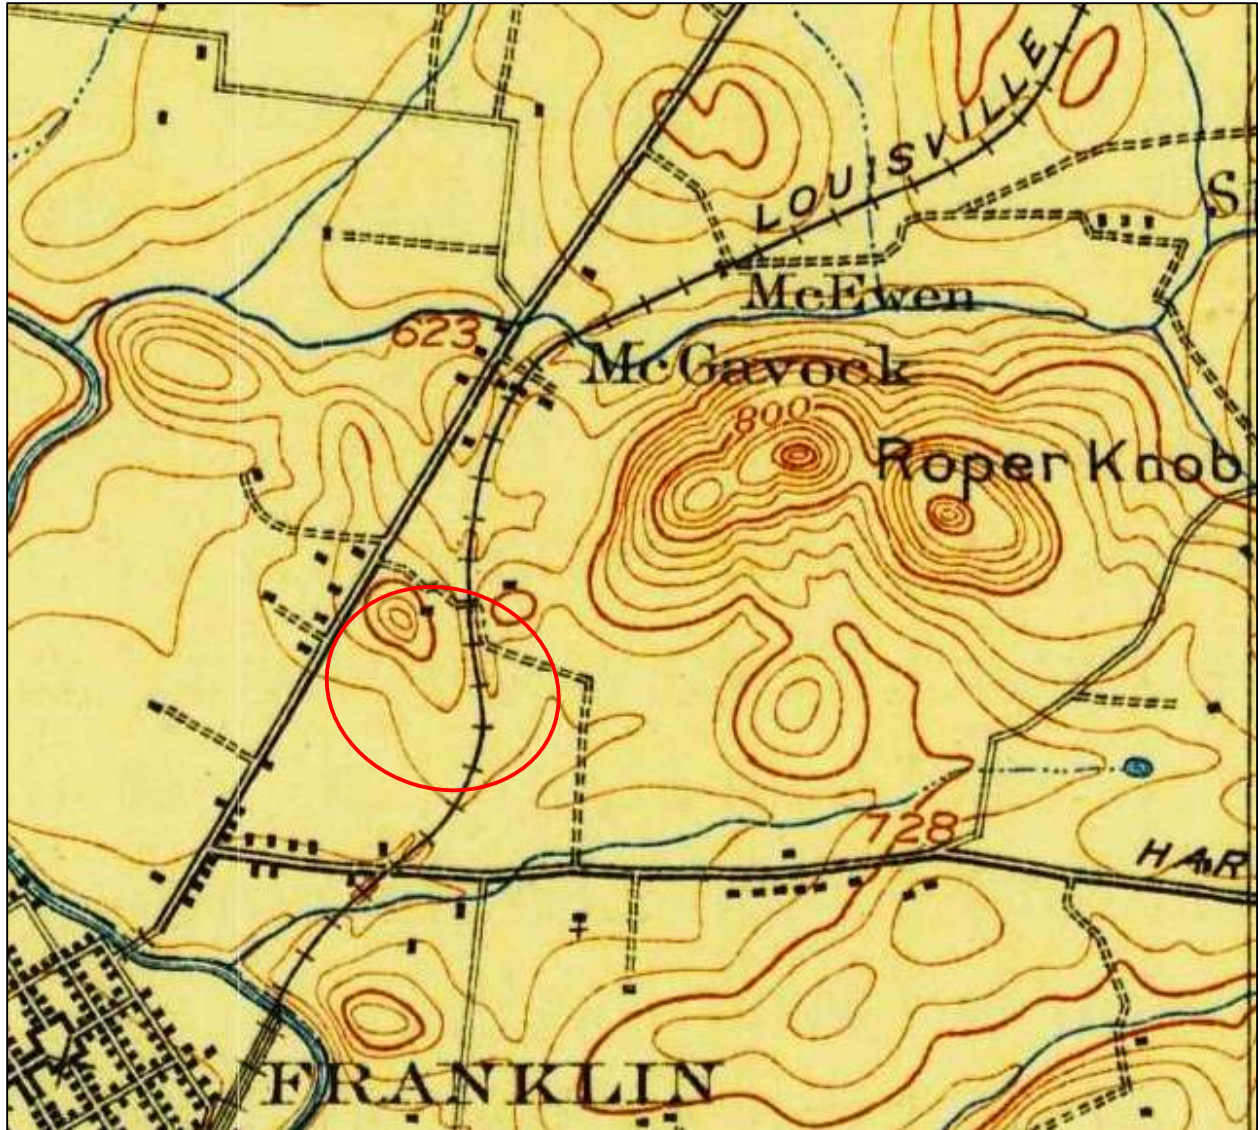 LOUISVILLE
S
McEwen
623
McGavock
800
Roper Knob
728
HAR
FRANKLIN